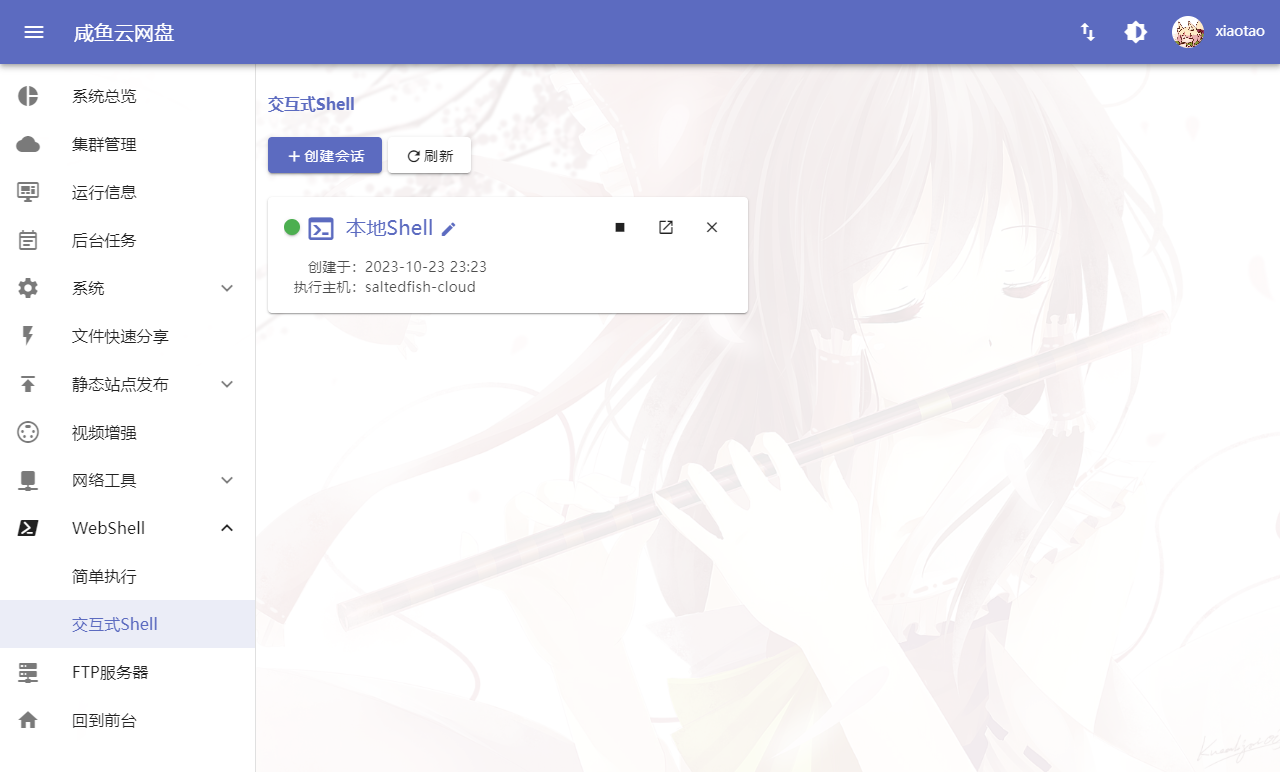 咸鱼云网盘
xiaotao
系统总览
集群管理
运行信息
后台任务
系统
文件快速分享
静态站点发布
视频增强
网络工具
WebShell
简单执行
交互式Shell
FTP服务器
回到前台
交互式Shell
创建会话 刷新
本地Shell
创建于：2023-10-23 23:23
执行主机：saltedfish-cloud